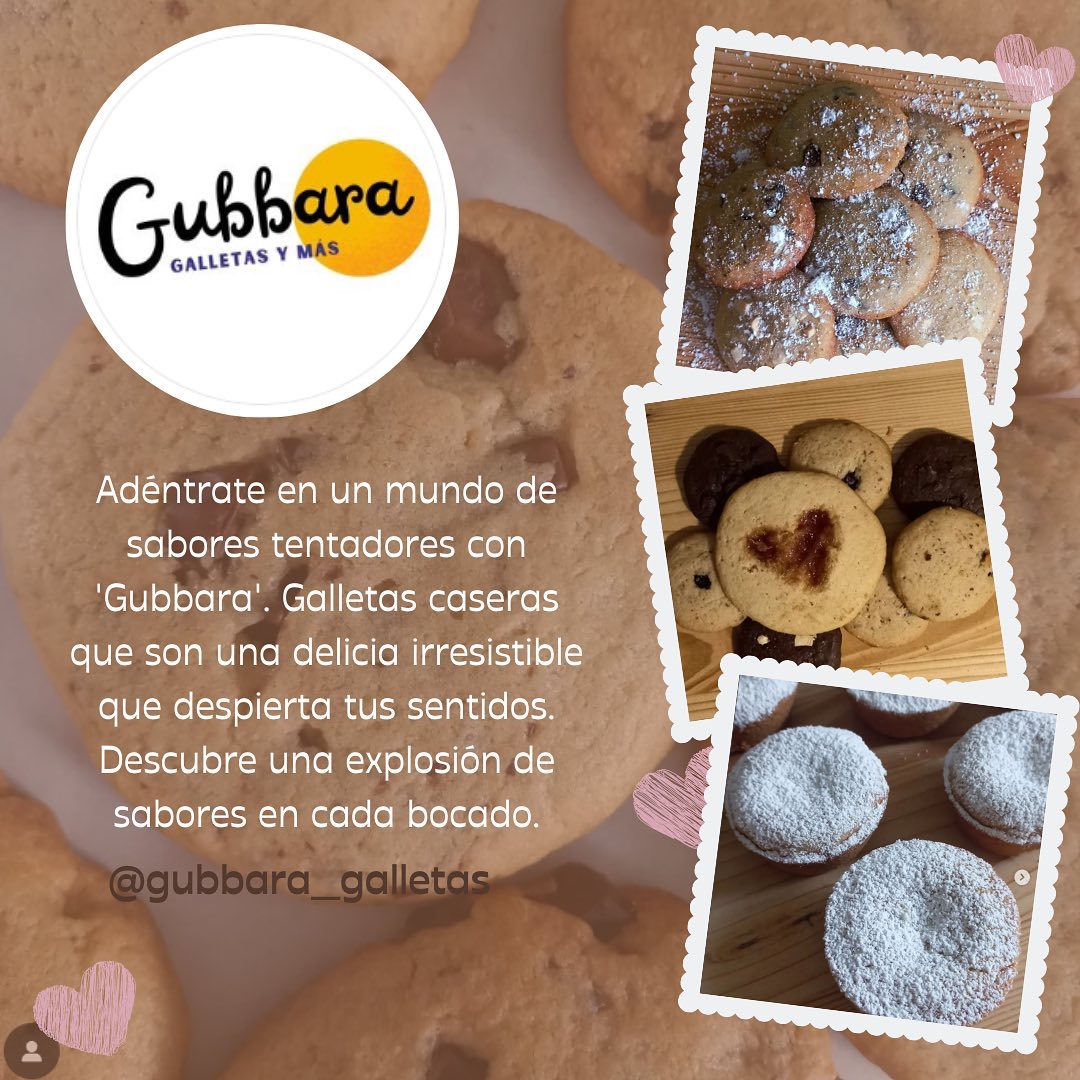 Gubbara
GALLETAS Y MÁS
Adéntrate en un mundo de
sabores tentadores con
'Gubbara'. Galletas caseras
que son una delicia irresistible
que despierta tus sentidos.
Descubre una explosión de
sabores en cada bocado.
@gubbara_galletas